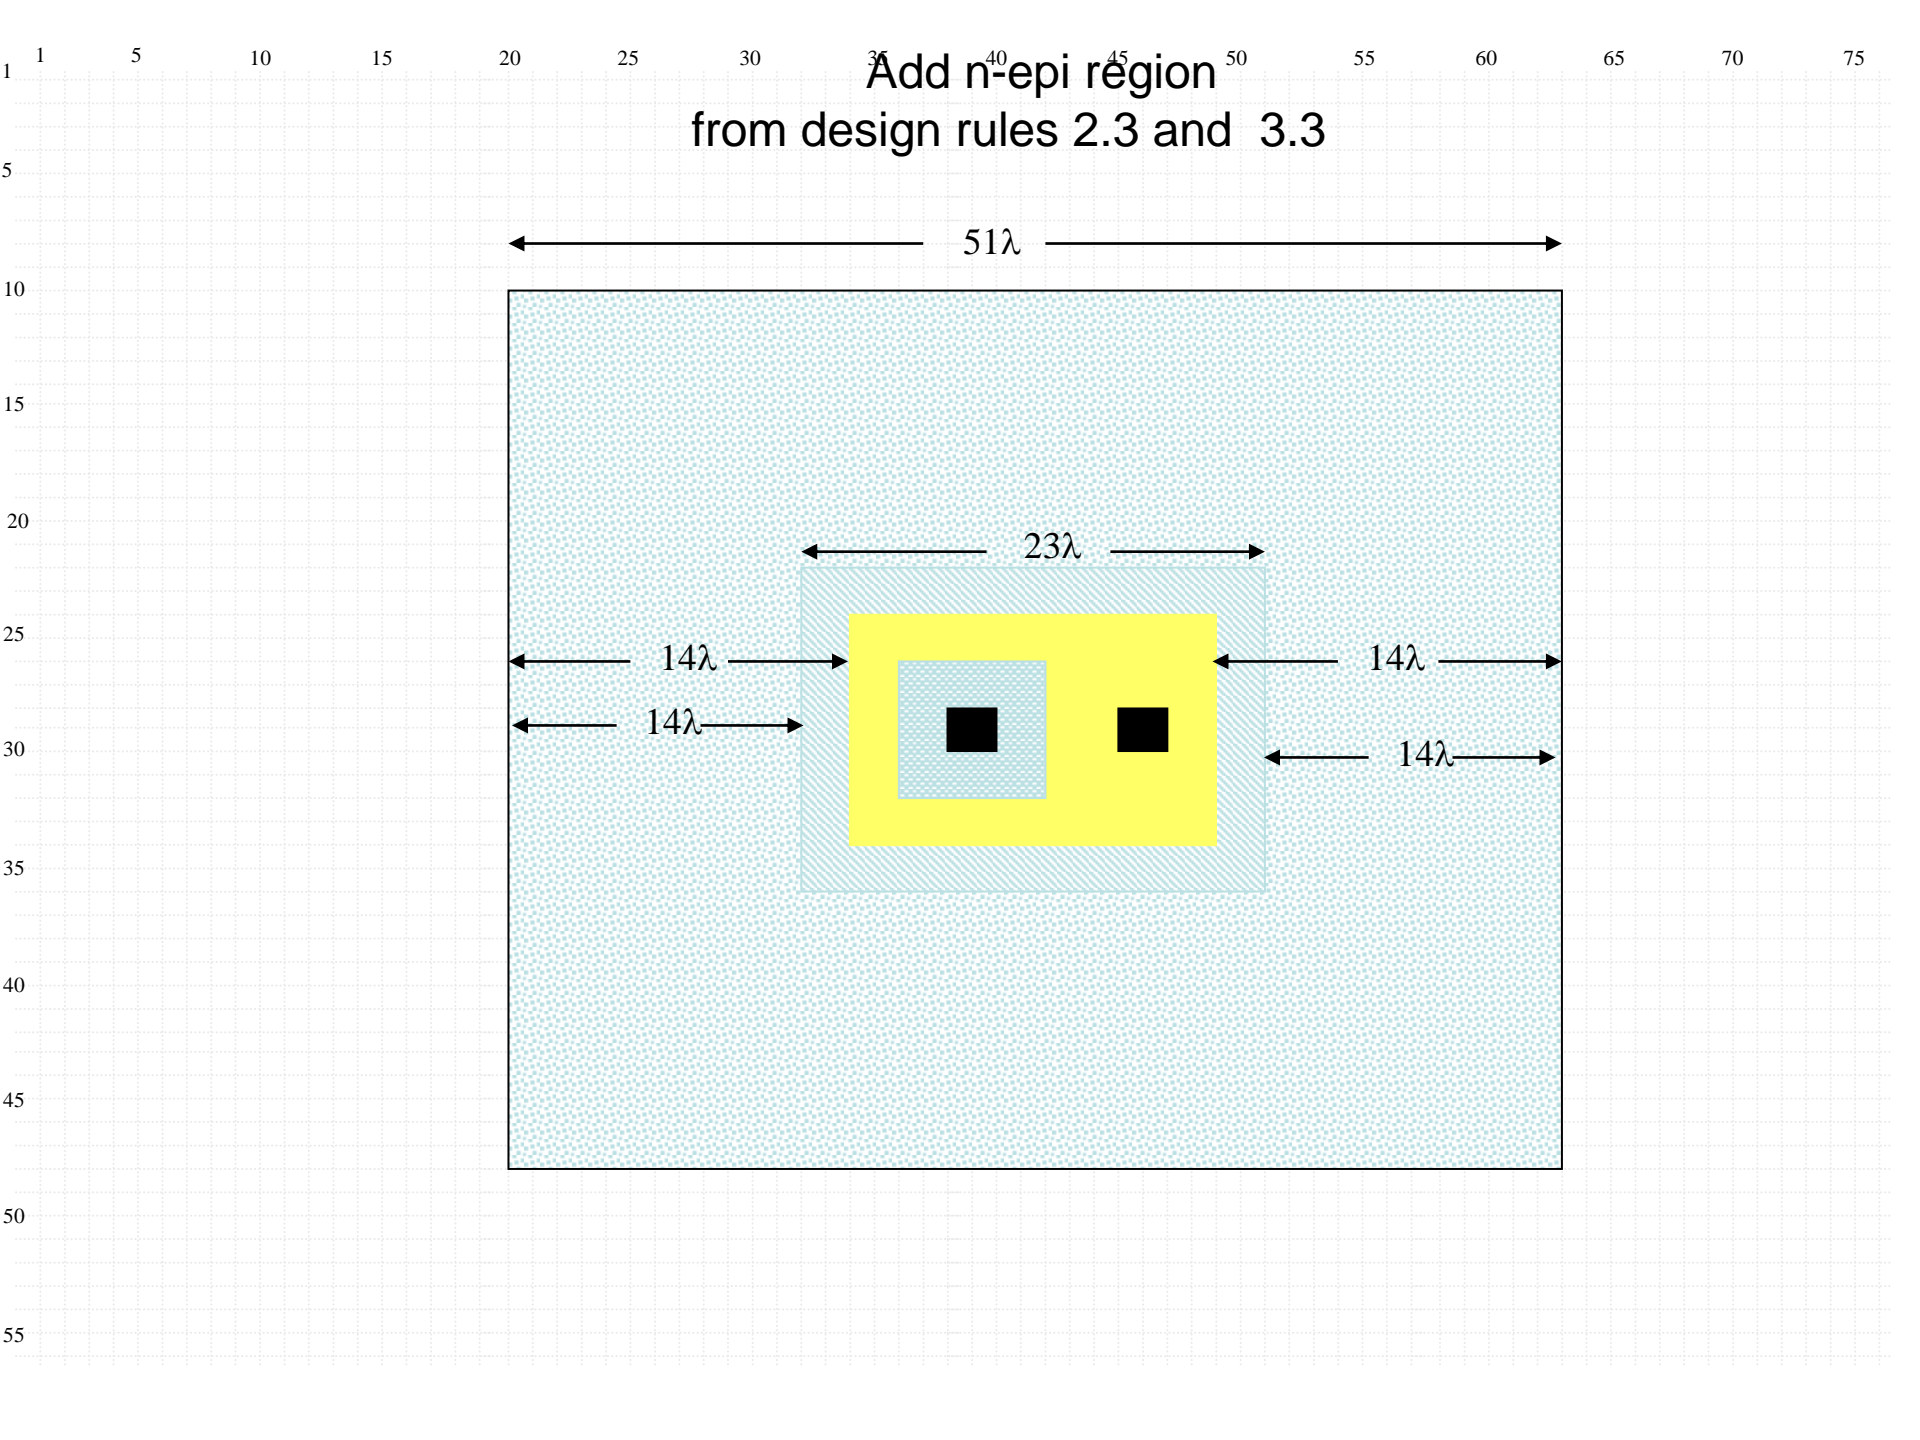 1 5 10 15 20 25 30 35 40 45 50 55 60 65 70 75
1
Add n-epi region
from design rules 2.3 and 3.3
5
51λ
10
15
20
23λ
25
14λ 14λ
14λ
30 14λ
35
40
45
50
55